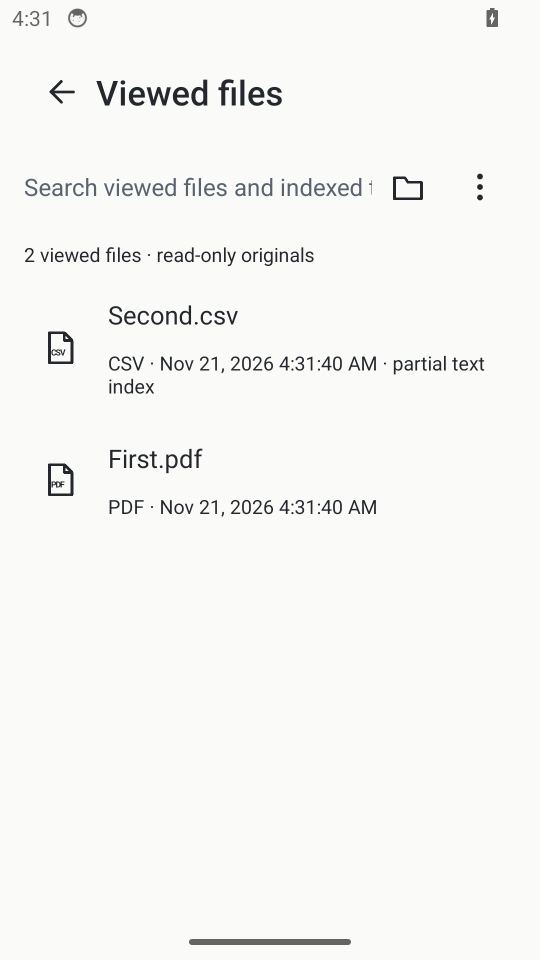 4:31
Viewed files
Search viewed files and indexed
2 viewed files · read-only originals
Second.csv
CSV
CSV · Nov 21, 2026 4:31:40 AM · partial text
index
First.pdf
PDF
PDF · Nov 21, 2026 4:31:40 AM